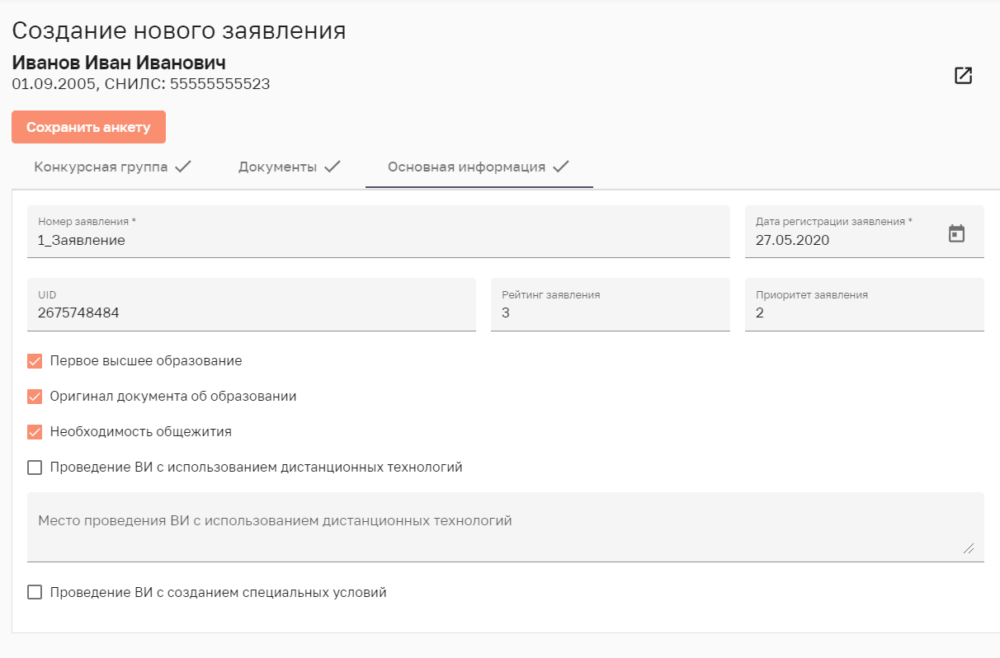 Создание нового заявления
Иванов Иван Иванович
01.09.2005, СНИЛС: 55555555523
Сохранить анкету
Конкурсная группа Документы Основная информация
Номер заявления * Дата регистрации заявления *
1_Заявление 27.05.2020
UID Рейтинг заявления Приоритет заявления
2675748484 3 2
Первое высшее образование
Оригинал документа об образовании
Необходимость общежития
Проведение ВИ с использованием дистанционных технологий
Место проведения ВИ с использованием дистанционных технологий
Проведение ВИ с созданием специальных условий